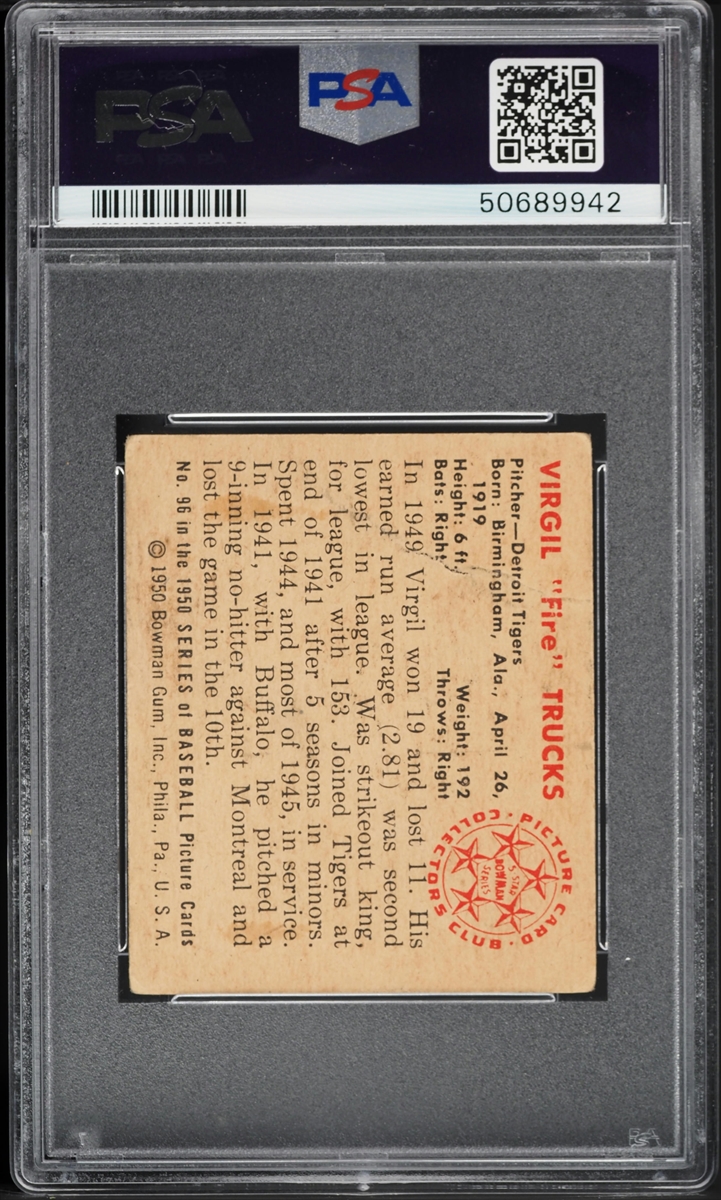 PSA
PSA
50689942
VIRGIL "Fire" TRUCKS
Pitcher—Detroit Tigers
Born: Birmingham, Ala., April 26,
1919
Height: 6 ft. Weight: 192
Bats: Right Throws: Right
PICTURE CARD
COLLECTORS CLUB
5 STAR
BOWMAN
SERIES
In 1949 Virgil won 19 and lost 11. His
earned run average (2.81) was second
lowest in league. Was strikeout king,
for league, with 153. Joined Tigers at
end of 1941 after 5 seasons in minors.
Spent 1944, and most of 1945, in service.
In 1941, with Buffalo, he pitched a
9-inning no-hitter against Montreal and
lost the game in the 10th.
No. 96 in the 1950 SERIES of BASEBALL Picture Cards
© 1950 Bowman Gum, Inc., Phila., Pa., U. S. A.